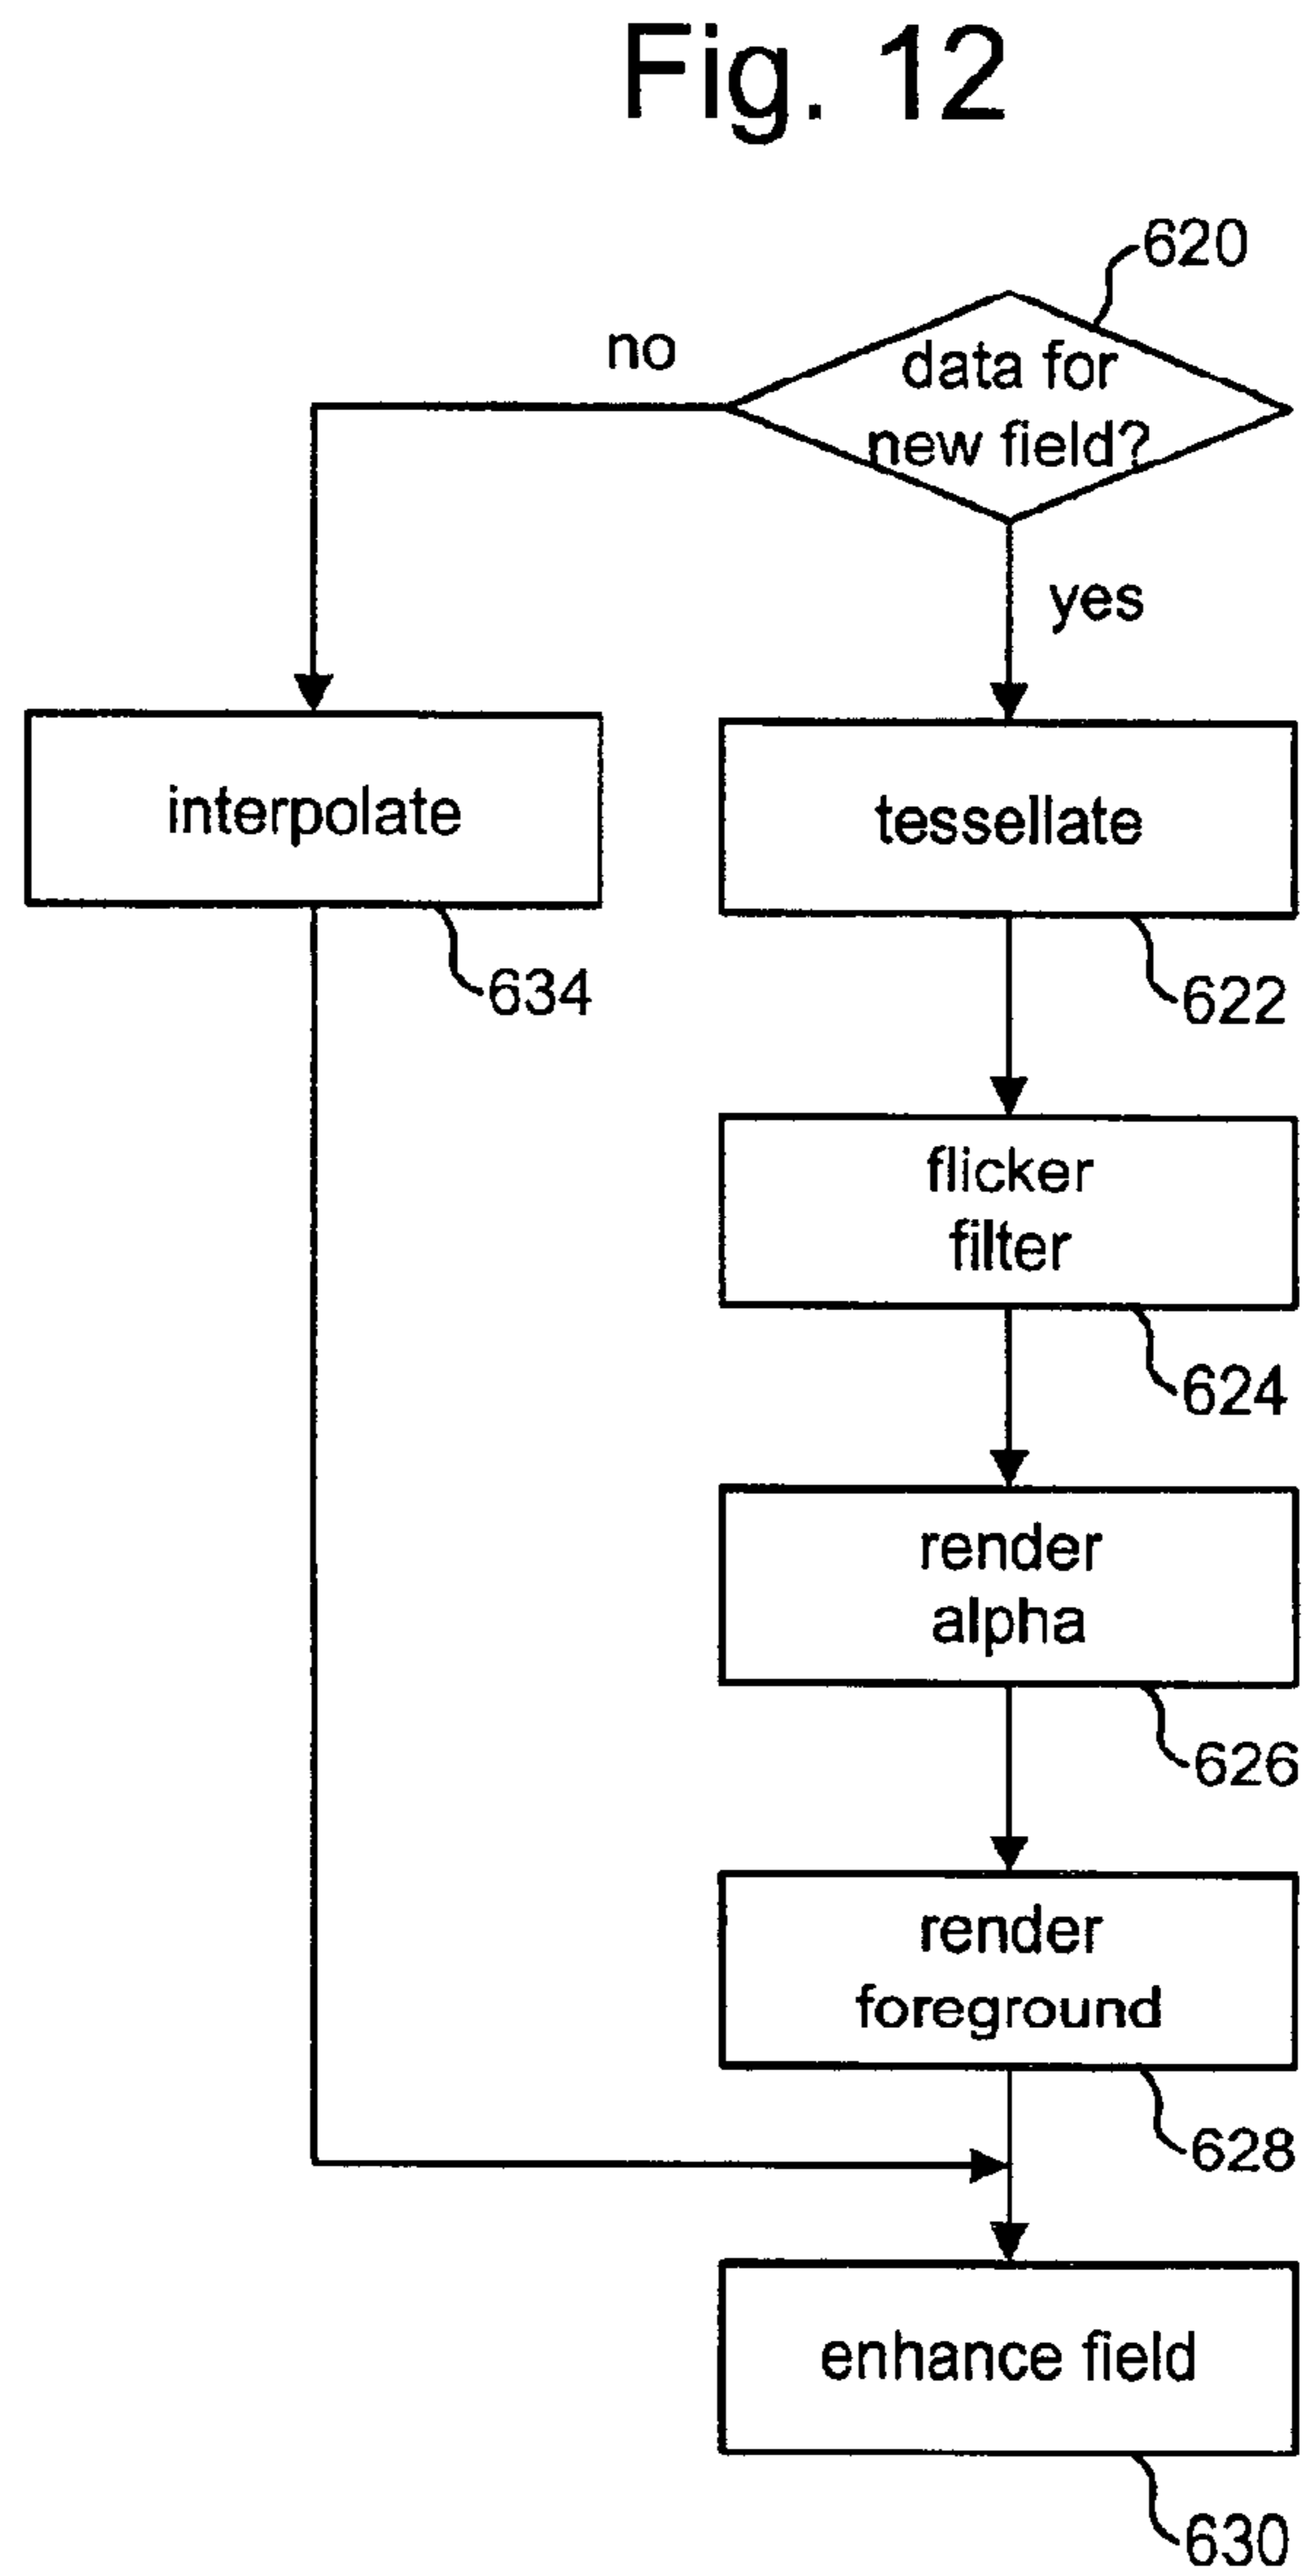 Fig. 12
620
no
data for
new field?
yes
interpolate
tessellate
634
622
flicker
filter
624
render
alpha
626
render
foreground
628
enhance field
630